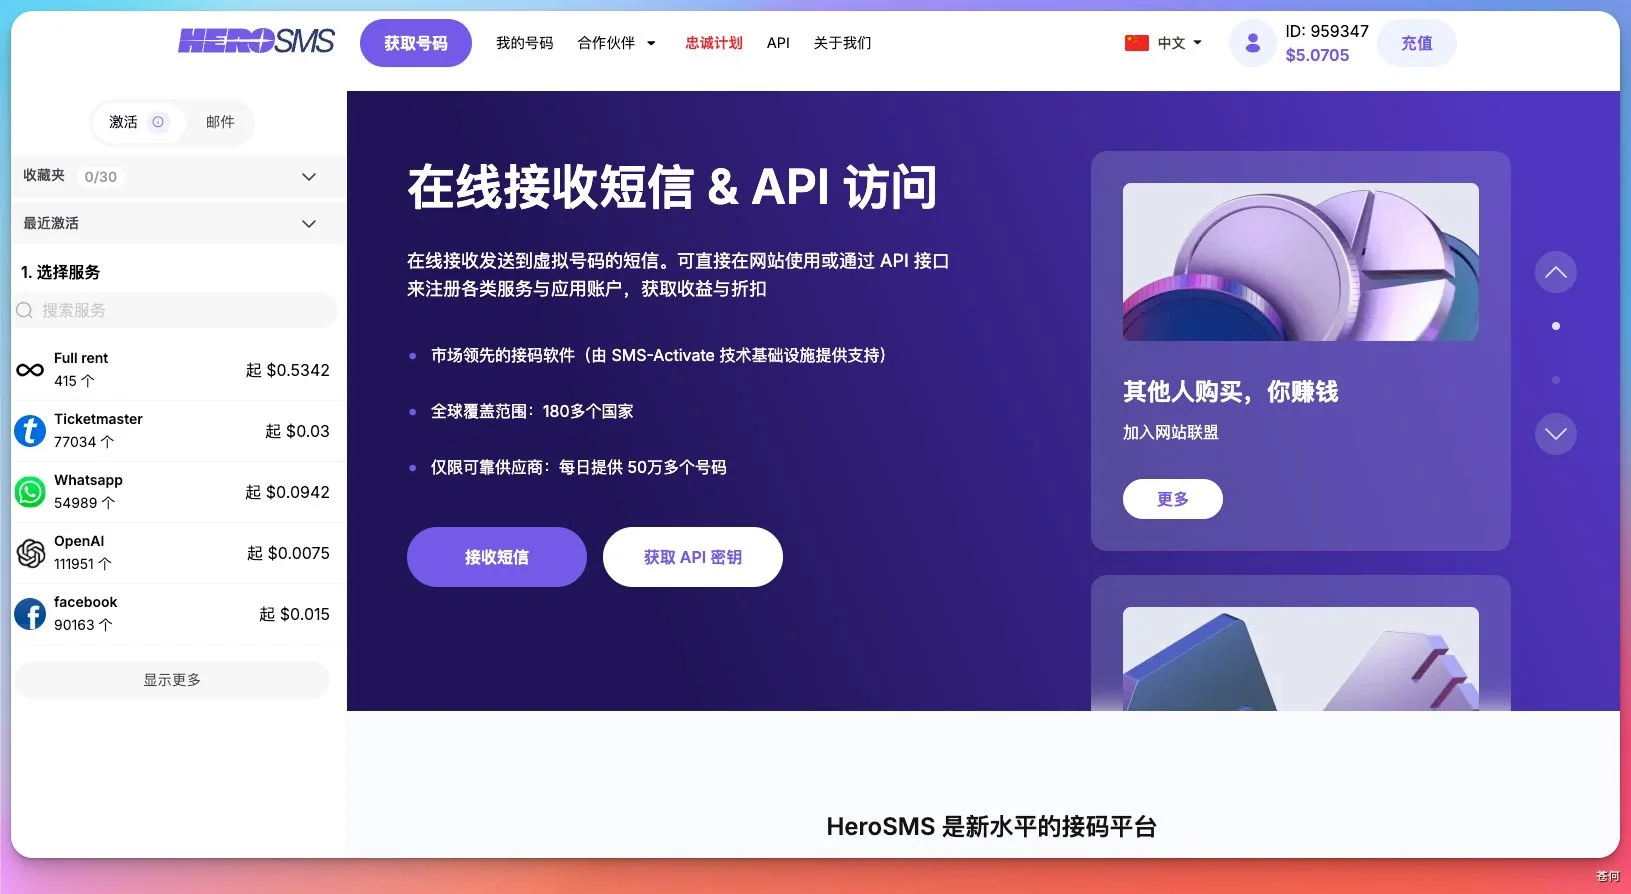 HEROSMS
获取号码
我的号码
合作伙伴
忠诚计划
API
关于我们
中文
ID: 959347
$5.0705
充值
激活
邮件
收藏夹 0/30
最近激活
1. 选择服务
搜索服务
Full rent
415 个
起 $0.5342
Ticketmaster
77034 个
起 $0.03
Whatsapp
54989 个
起 $0.0942
OpenAI
111951 个
起 $0.0075
facebook
90163 个
起 $0.015
显示更多
在线接收短信 & API 访问
在线接收发送到虚拟号码的短信。可直接在网站使用或通过 API 接口
来注册各类服务与应用账户，获取收益与折扣
市场领先的接码软件（由 SMS-Activate 技术基础设施提供支持）
全球覆盖范围：180多个国家
仅限可靠供应商：每日提供 50万多个号码
接收短信
获取 API 密钥
其他人购买，你赚钱
加入网站联盟
更多
HeroSMS 是新水平的接码平台
苍何